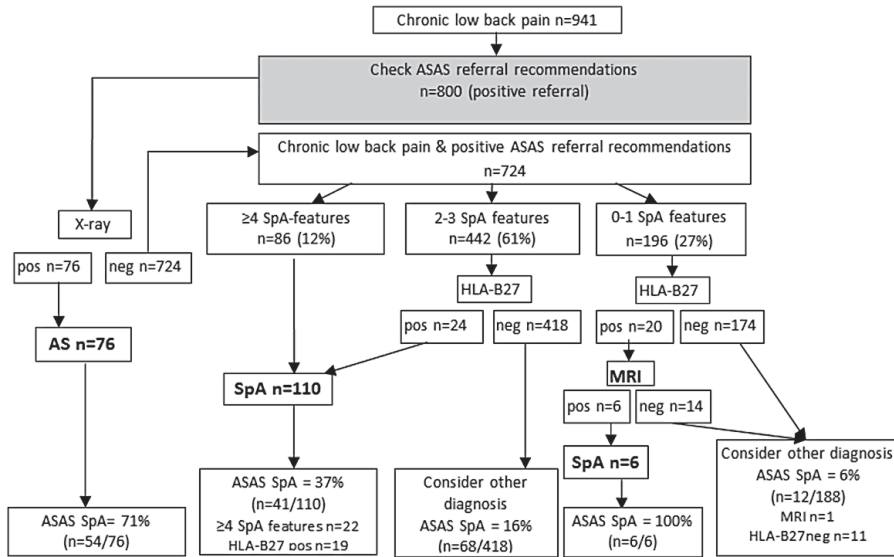 Chronic low back pain n=941
Check ASAS referral recommendations
n=800 (positive referral)
Chronic low back pain & positive ASAS referral recommendations
n=724
X-ray
≥4 SpA-features
n=86 (12%)
2-3 SpA features
n=442 (61%)
0-1 SpA features
n=196 (27%)
pos n=76
neg n=724
HLA-B27
HLA-B27
AS n=76
pos n=24
neg n=418
pos n=20
neg n=174
SpA n=110
MRI
pos n=6
neg n=14
SpA n=6
ASAS SpA= 71%
(n=54/76)
ASAS SpA = 37%
(n=41/110)
≥4 SpA features n=22
HLA-B27 pos n=19
Consider other
diagnosis
ASAS SpA = 16%
(n=68/418)
ASAS SpA = 100%
(n=6/6)
Consider other diagnosis
ASAS SpA = 6%
(n=12/188)
MRI n=1
HLA-B27neg n=11